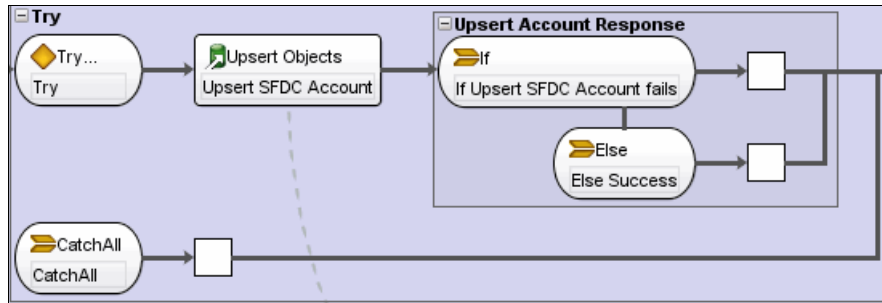 Try
Upsert Account Response
Try...
Try
Upsert Objects
Upsert SFDC Account
If
If Upsert SFDC Account fails
Else
Else Success
CatchAll
CatchAll